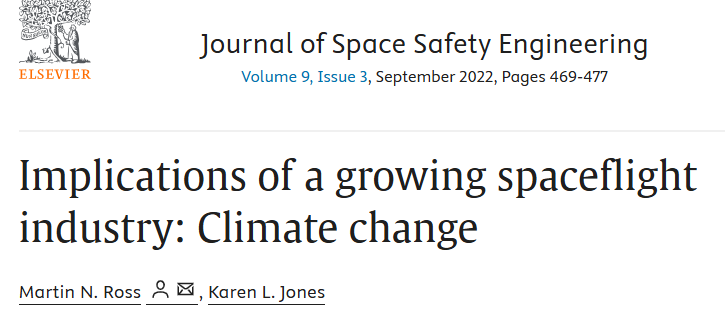 ELSEVIER
Journal of Space Safety Engineering
Volume 9, Issue 3, September 2022, Pages 469-477
Implications of a growing spaceflight
industry: Climate change
Martin N. Ross, Karen L. Jones